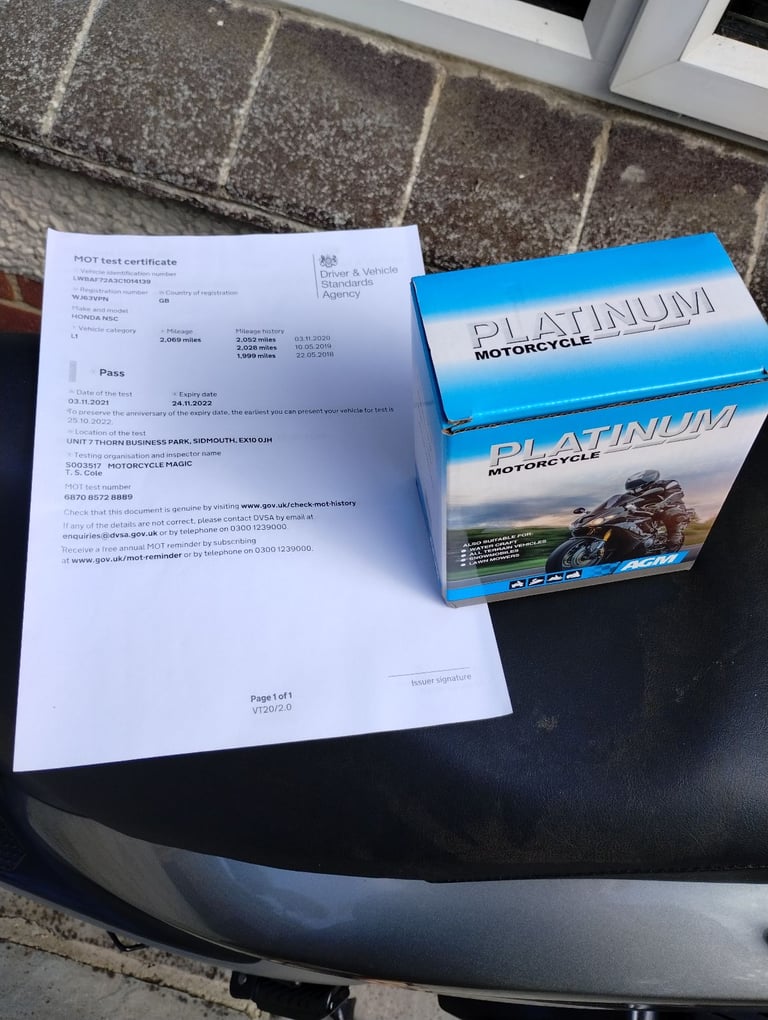 MOT test certificate
Driver & Vehicle
Standards
Agency
Vehicle identification number
LWBAF72A3C1014139
Registration number Country of registration
WJ63VPN GB
Make and model
HONDA NSC
Vehicle category Mileage Mileage history
L1 2,069 miles 2,052 miles 03.11.2020
2,028 miles 10.05.2019
1,999 miles 22.05.2018
Pass
Date of the test Expiry date
03.11.2021 24.11.2022
To preserve the anniversary of the expiry date, the earliest you can present your vehicle for test is
25.10.2022.
Location of the test
UNIT 7 THORN BUSINESS PARK, SIDMOUTH, EX10 0JH
Testing organisation and inspector name
S003517 MOTORCYCLE MAGIC
T. S. Cole
MOT test number
6870 8572 8889
Check that this document is genuine by visiting www.gov.uk/check-mot-history
If any of the details are not correct, please contact DVSA by email at
enquiries@dvsa.gov.uk or by telephone on 0300 1239000.
Receive a free annual MOT reminder by subscribing
at www.gov.uk/mot-reminder or by telephone on 0300 1239000.
Issuer signature
Page 1 of 1
VT20/2.0
PLATINUM
MOTORCYCLE
PLATINUM
MOTORCYCLE
ALSO SUITABLE FOR:
WATER CRAFT
ALL TERRAIN VEHICLES
SNOWMOBILES
LAWN MOWERS
AGM